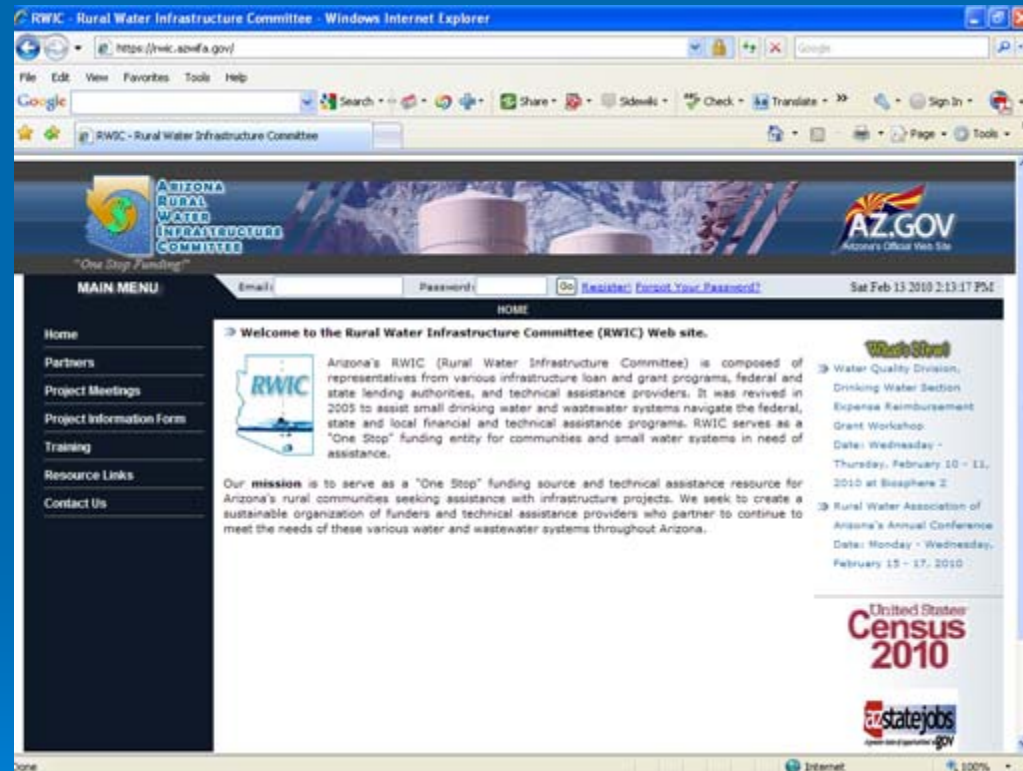 RWIC - Rural Water Infrastructure Committee - Windows Internet Explorer
https://rwic.azwifa.gov/
Google
File Edit View Favorites Tools Help
Google Search Share Sidewiki Check Translate Sign In
RWIC - Rural Water Infrastructure Committee Page Tools
ARIZONA
RURAL
WATER
INFRASTRUCTURE
COMMITTEE
"One Stop Funding!"
AZ.GOV
Arizona's Official Web Site
MAIN MENU Email: Password: Go Register! Forgot Your Password? Sat Feb 13 2010 2:13:17 PM
HOME
Home
Partners
Project Meetings
Project Information Form
Training
Resource Links
Contact Us
Welcome to the Rural Water Infrastructure Committee (RWIC) Web site.
RWIC
Arizona's RWIC (Rural Water Infrastructure Committee) is composed of
representatives from various infrastructure loan and grant programs, federal and
state lending authorities, and technical assistance providers. It was revived in
2005 to assist small drinking water and wastewater systems navigate the federal,
state and local financial and technical assistance programs. RWIC serves as a
"One Stop" funding entity for communities and small water systems in need of
assistance.
Our mission is to serve as a "One Stop" funding source and technical assistance resource for
Arizona's rural communities seeking assistance with infrastructure projects. We seek to create a
sustainable organization of funders and technical assistance providers who partner to continue to
meet the needs of these various water and wastewater systems throughout Arizona.
What's New!
Water Quality Division,
Drinking Water Section
Expense Reimbursement
Grant Workshop
Date: Wednesday -
Thursday, February 10 - 11,
2010 at Biosphere 2
Rural Water Association of
Arizona's Annual Conference
Date: Monday - Wednesday,
February 15 - 17, 2010
United States
Census
2010
azstatejobs
.gov
Done Internet 100%